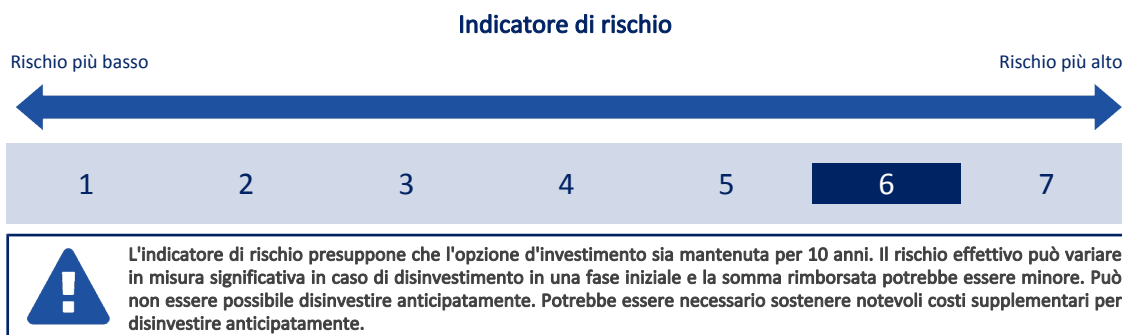 Indicatore di rischio
Rischio più basso Rischio più alto
1 2 3 4 5 6 7
L'indicatore di rischio presuppone che l'opzione d'investimento sia mantenuta per 10 anni. Il rischio effettivo può variare
in misura significativa in caso di disinvestimento in una fase iniziale e la somma rimborsata potrebbe essere minore. Può
non essere possibile disinvestire anticipatamente. Potrebbe essere necessario sostenere notevoli costi supplementari per
disinvestire anticipatamente.